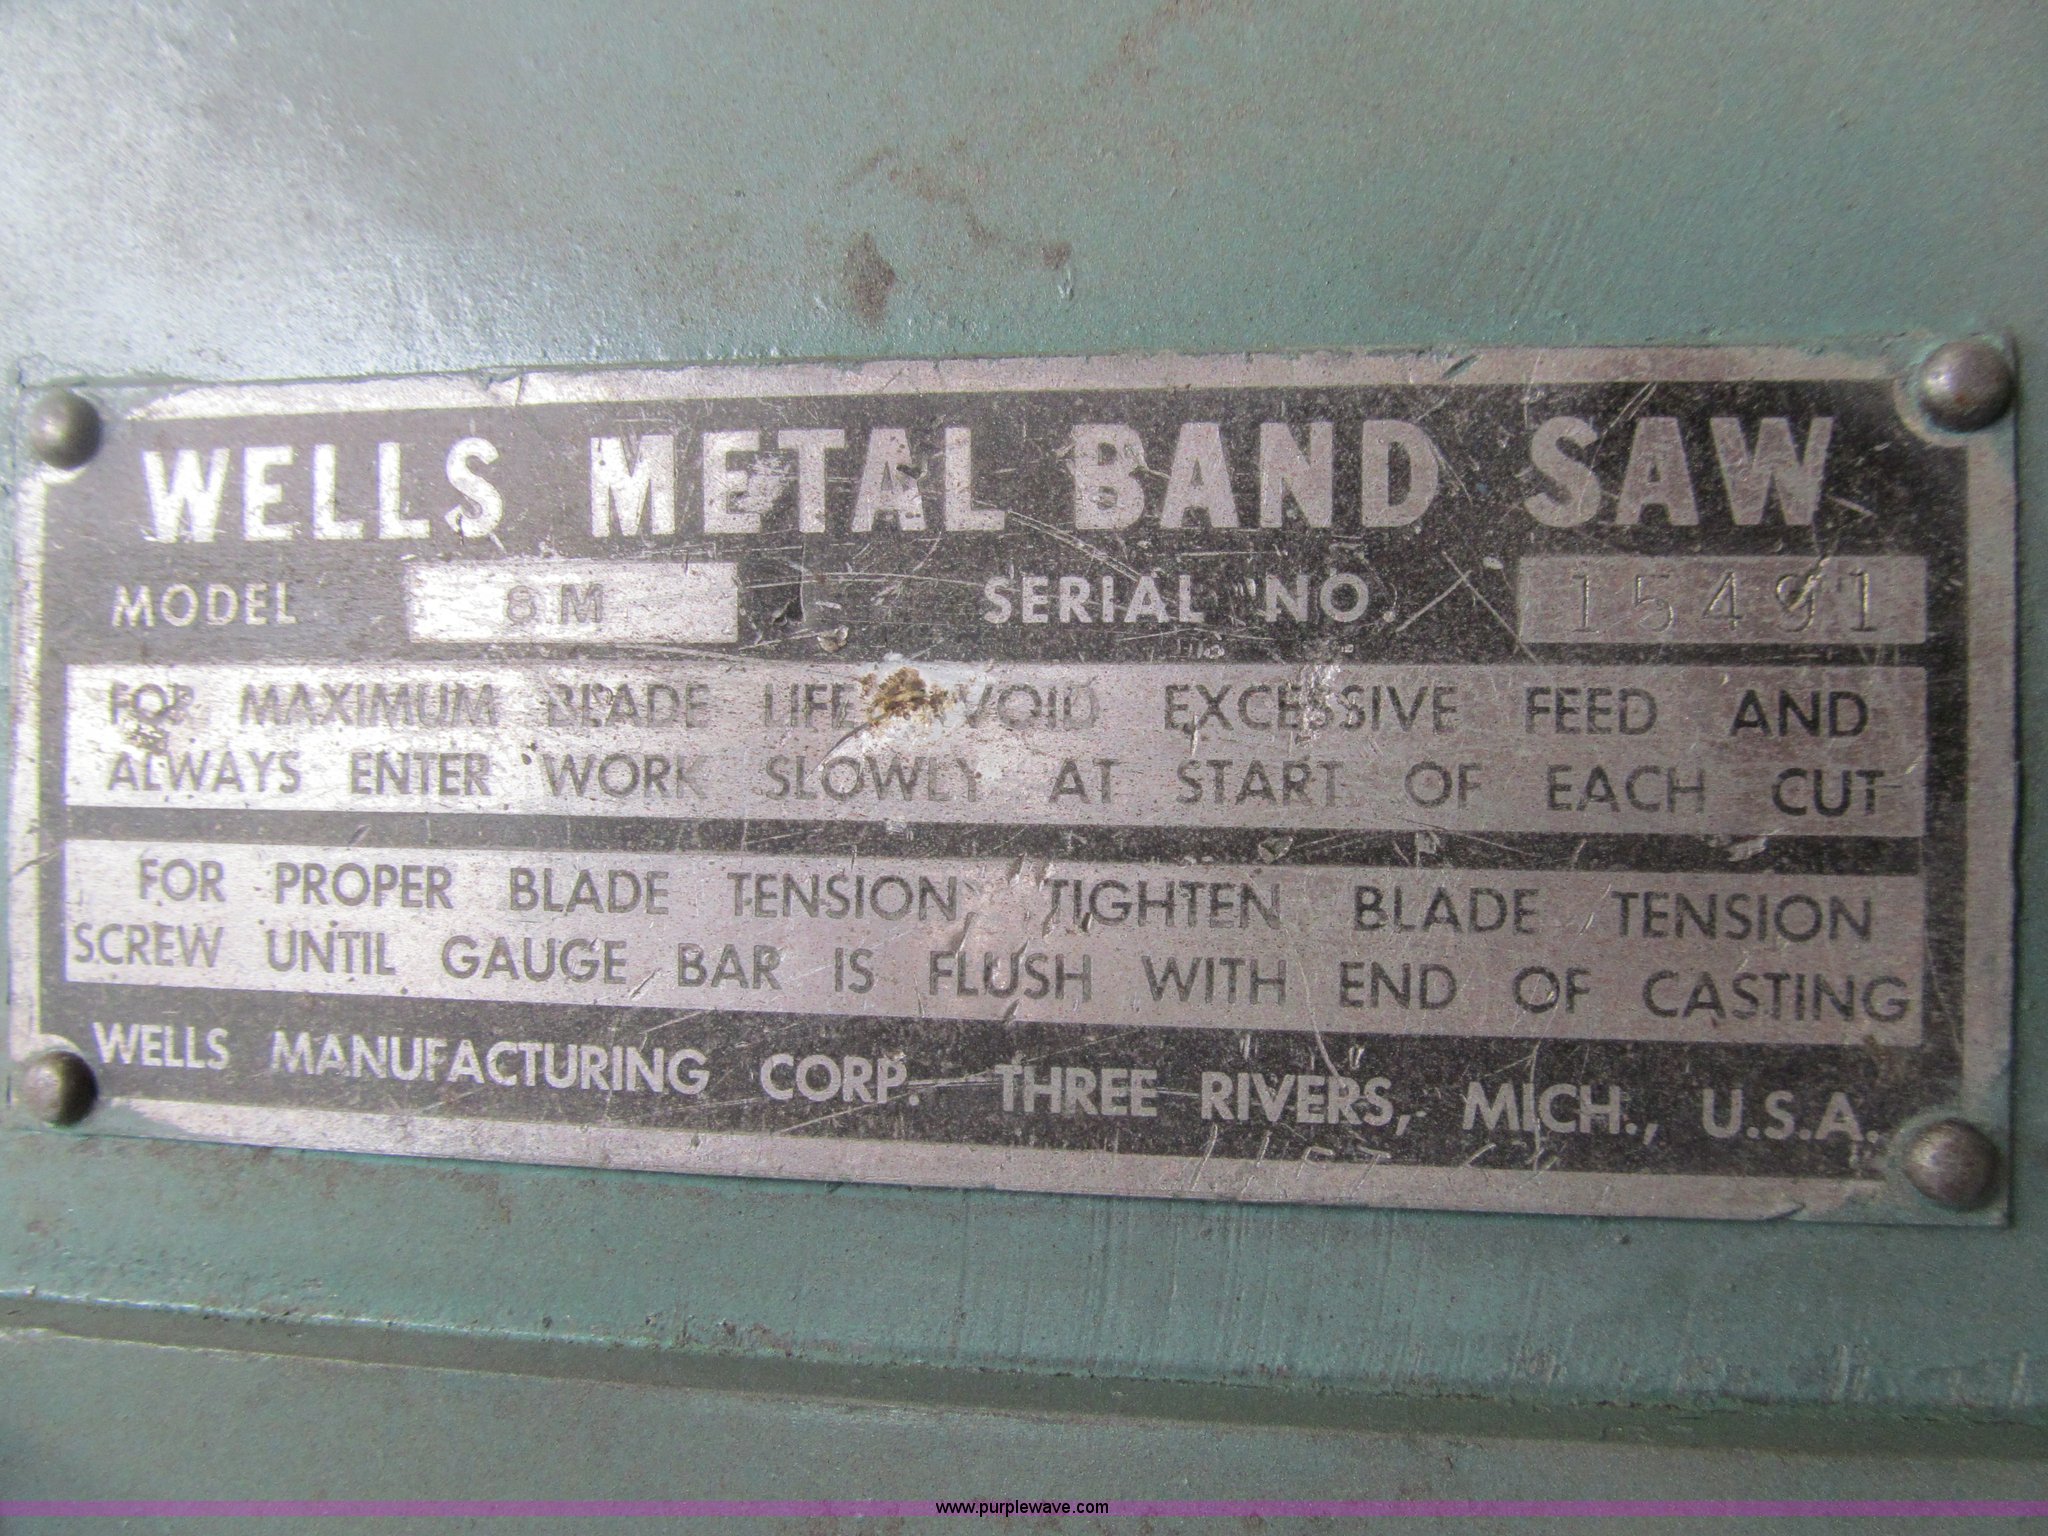 WELLS METAL BAND SAW
MODEL 8 M SERIAL NO. 15491
FOR MAXIMUM BLADE LIFE AVOID EXCESSIVE FEED AND
ALWAYS ENTER WORK SLOWLY AT START OF EACH CUT
FOR PROPER BLADE TENSION, TIGHTEN BLADE TENSION
SCREW UNTIL GAUGE BAR IS FLUSH WITH END OF CASTING
WELLS MANUFACTURING CORP. THREE RIVERS, MICH., U.S.A.
www.purplewave.com